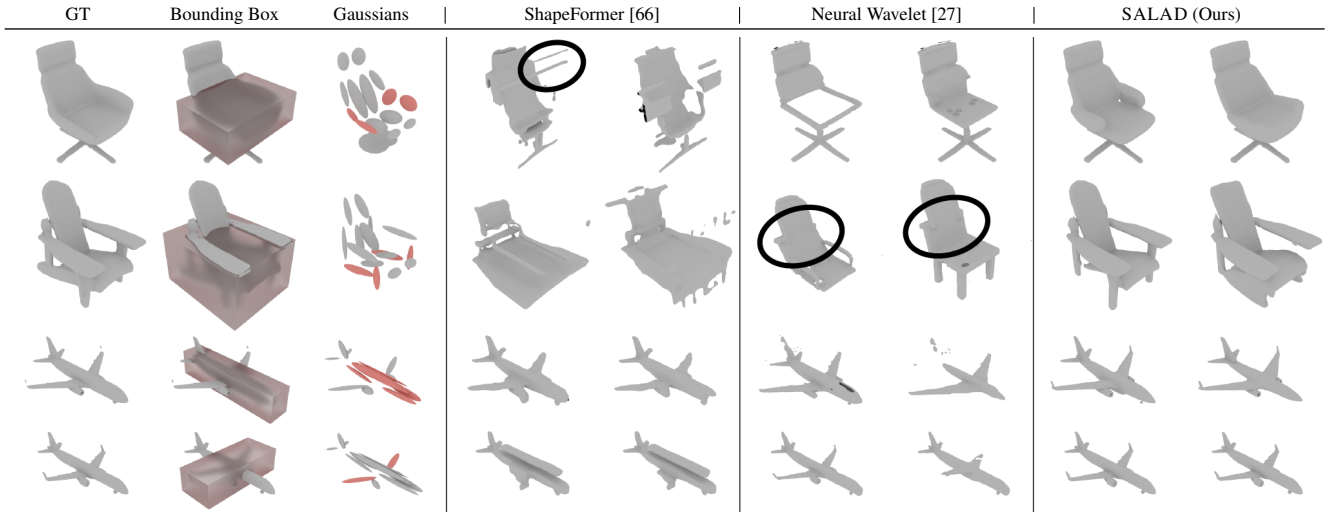 GT Bounding Box Gaussians | ShapeFormer [66] | Neural Wavelet [27] | SALAD (Ours)